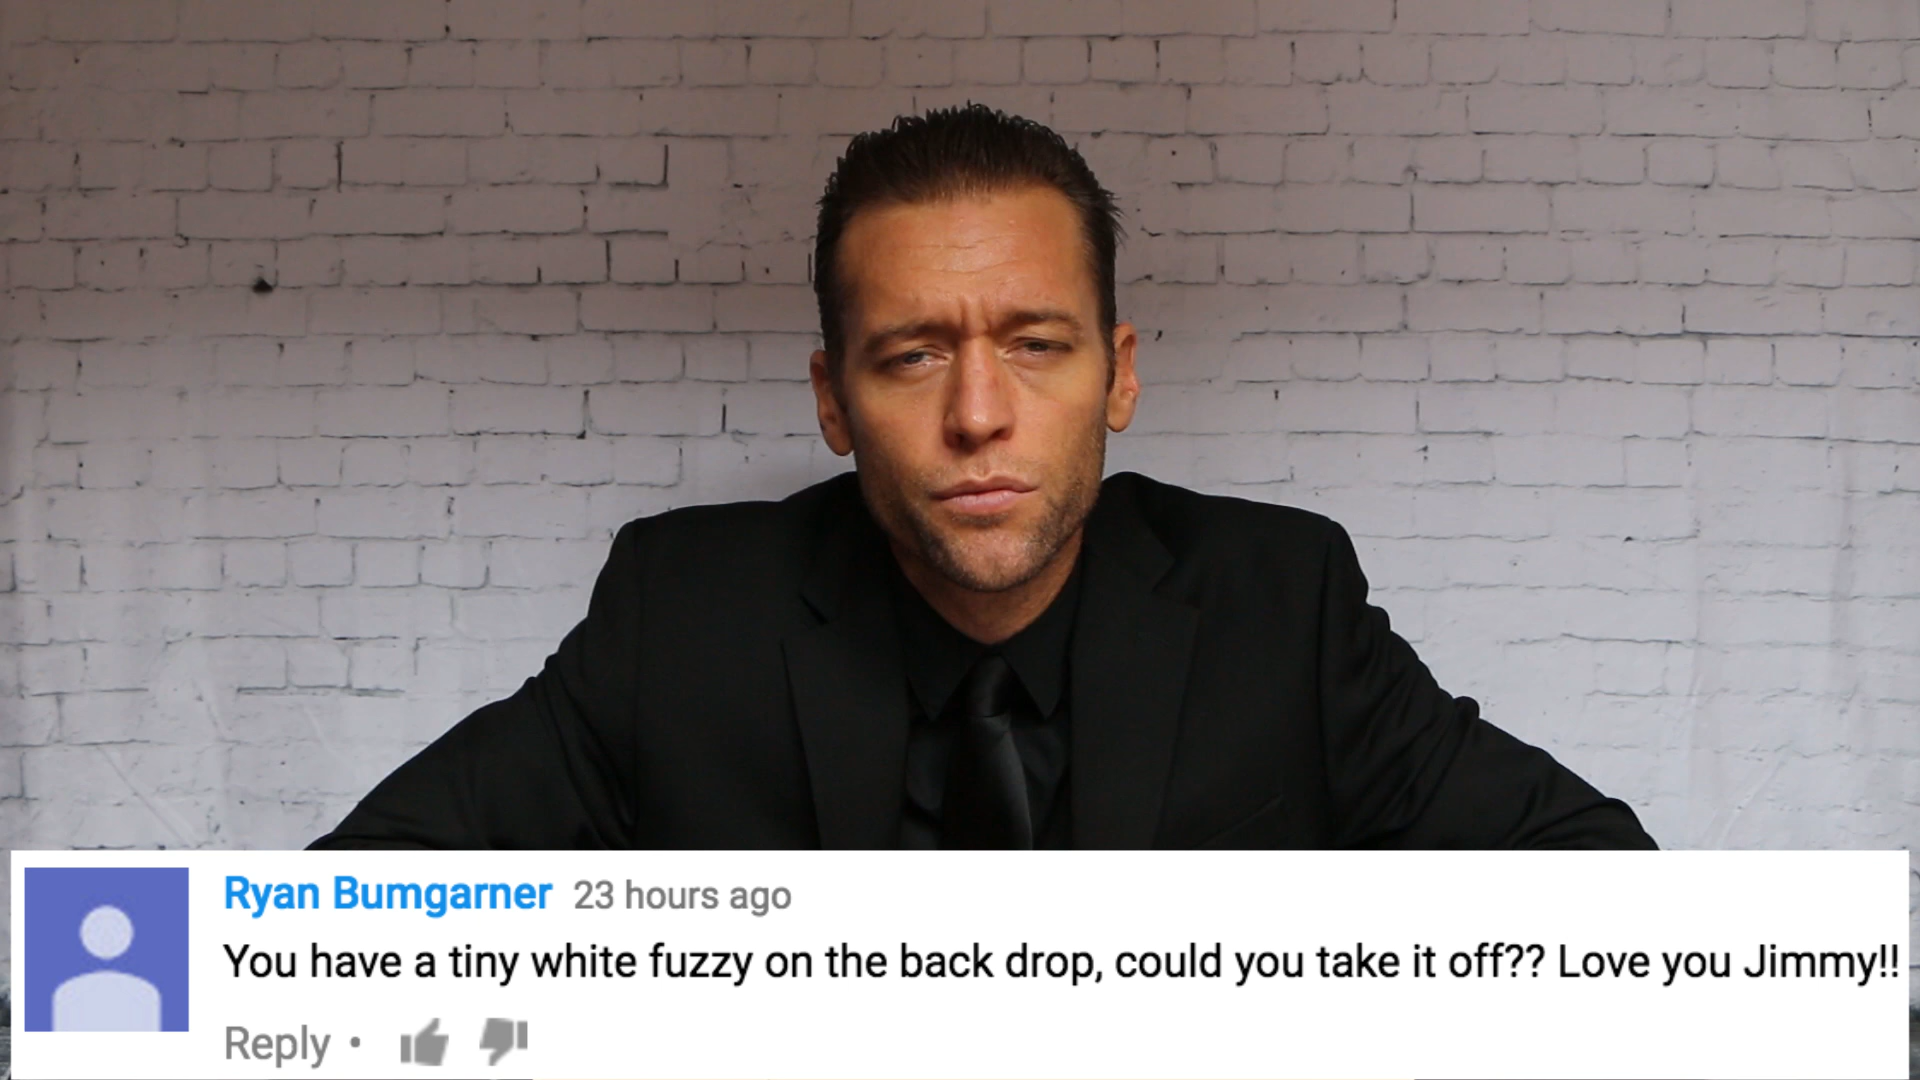 Ryan Bumgarner 23 hours ago
You have a tiny white fuzzy on the back drop, could you take it off?? Love you Jimmy!!
Reply •